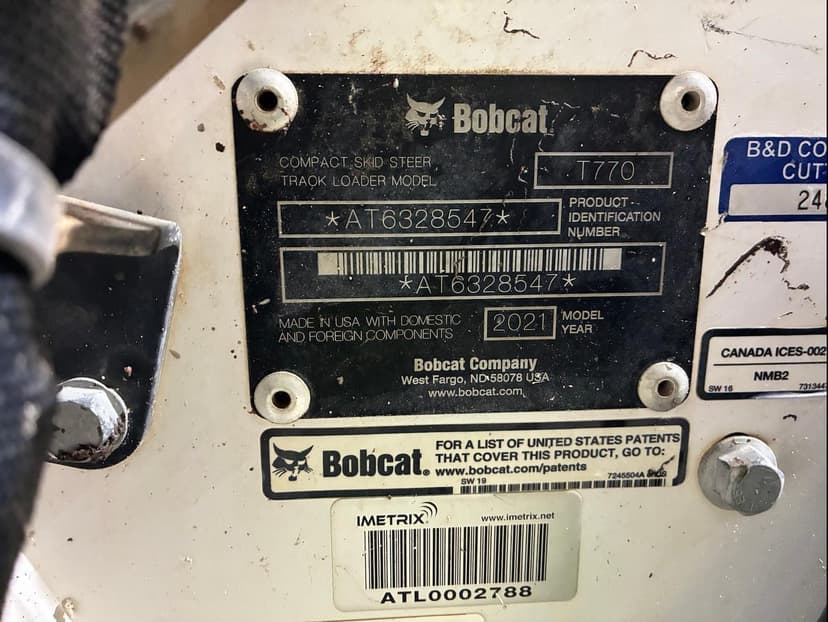 Bobcat
COMPACT SKID STEER
TRACK LOADER MODEL
T770
*AT6328547*
PRODUCT
IDENTIFICATION
NUMBER
*AT6328547*
MADE IN USA WITH DOMESTIC
AND FOREIGN COMPONENTS
2021
MODEL
YEAR
Bobcat Company
West Fargo, ND 58078 USA
www.bobcat.com
B&D CO
CUT
24
CANADA ICES-002
NMB2
SW 16
731344
Bobcat.
FOR A LIST OF UNITED STATES PATENTS
THAT COVER THIS PRODUCT, GO TO:
www.bobcat.com/patents
SW 19
7245504A
IMETRIX
www.imetrix.net
ATL0002788